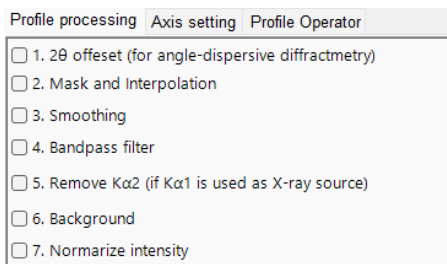 Profile processing Axis setting Profile Operator
1. 2θ offeset (for angle-dispersive diffractmetry)
2. Mask and Interpolation
3. Smoothing
4. Bandpass filter
5. Remove Kα2 (if Kα1 is used as X-ray source)
6. Background
7. Normarize intensity